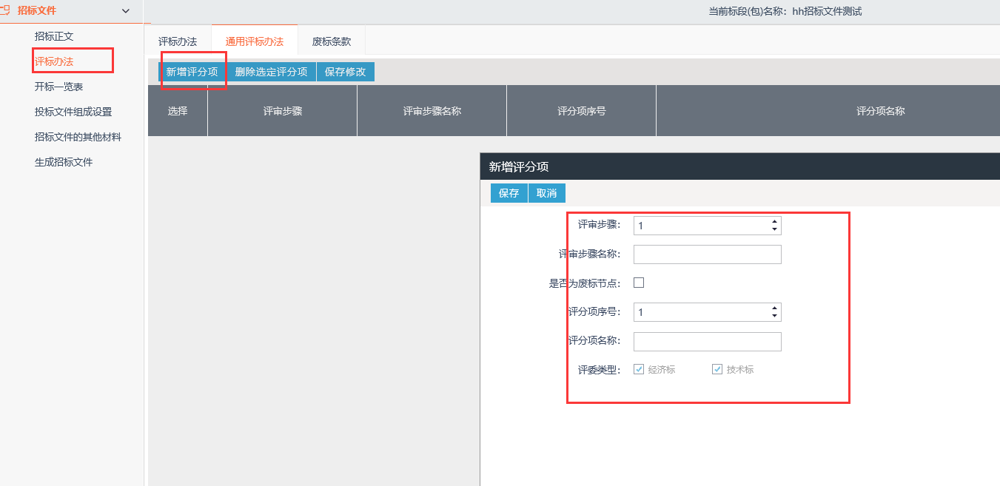 招标文件
当前标段(包)名称: hh招标文件测试
招标正文
评标办法
开标一览表
投标文件组成设置
招标文件的其他材料
生成招标文件
评标办法 通用评标办法 废标条款
新增评分项 删除选定评分项 保存修改
选择 评审步骤 评审步骤名称 评分项序号 评分项名称
新增评分项
保存 取消
评审步骤: 1
评审步骤名称:
是否为废标节点:
评分项序号: 1
评分项名称:
评委类型: 经济标 技术标